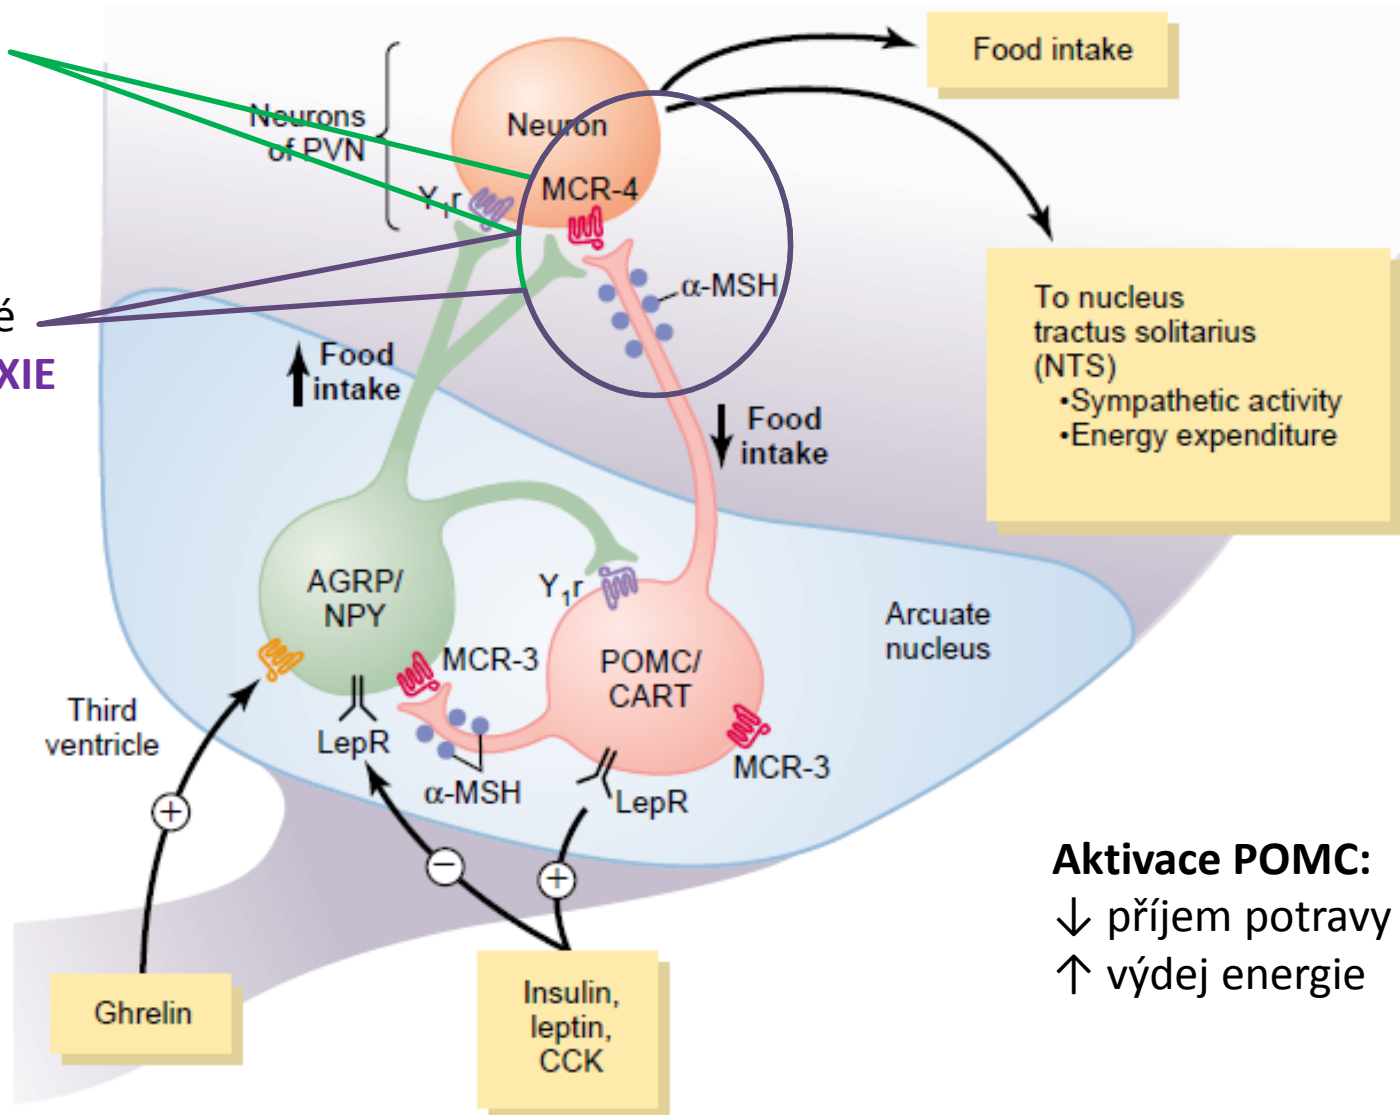 Food intake
Neurons
of PVN
Neuron
MCR-4
Y₁r
α-MSH
é
XIE
Food
intake
Food
intake
To nucleus
tractus solitarius
(NTS)
•Sympathetic activity
•Energy expenditure
AGRP/
NPY
Y₁r
Arcuate
nucleus
MCR-3
POMC/
CART
Third
ventricle
LepR
MCR-3
α-MSH
LepR
+
−
+
Aktivace POMC:
↓ příjem potravy
↑ výdej energie
Ghrelin
Insulin,
leptin,
CCK